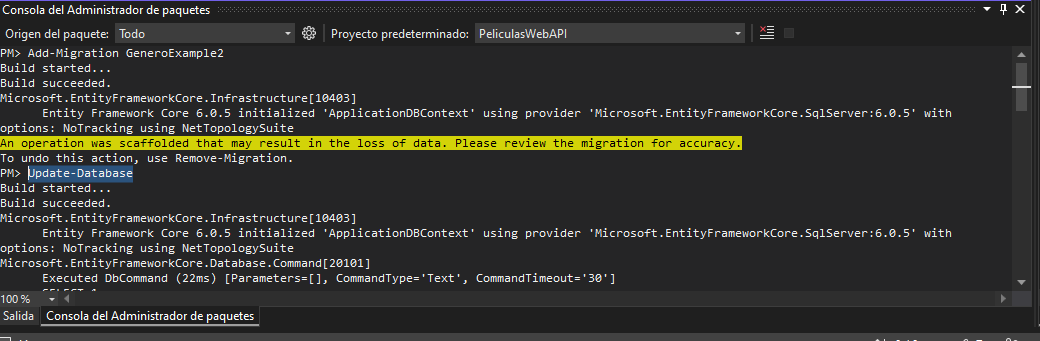 Consola del Administrador de paquetes
Origen del paquete: Todo Proyecto predeterminado: PeliculasWebAPI
PM> Add-Migration GeneroExample2
Build started...
Build succeeded.
Microsoft.EntityFrameworkCore.Infrastructure[10403]
Entity Framework Core 6.0.5 initialized 'ApplicationDBContext' using provider 'Microsoft.EntityFrameworkCore.SqlServer:6.0.5' with
options: NoTracking using NetTopologySuite
An operation was scaffolded that may result in the loss of data. Please review the migration for accuracy.
To undo this action, use Remove-Migration.
PM> Update-Database
Build started...
Build succeeded.
Microsoft.EntityFrameworkCore.Infrastructure[10403]
Entity Framework Core 6.0.5 initialized 'ApplicationDBContext' using provider 'Microsoft.EntityFrameworkCore.SqlServer:6.0.5' with
options: NoTracking using NetTopologySuite
Microsoft.EntityFrameworkCore.Database.Command[20101]
Executed DbCommand (22ms) [Parameters=[], CommandType='Text', CommandTimeout='30']
100 %
Salida Consola del Administrador de paquetes